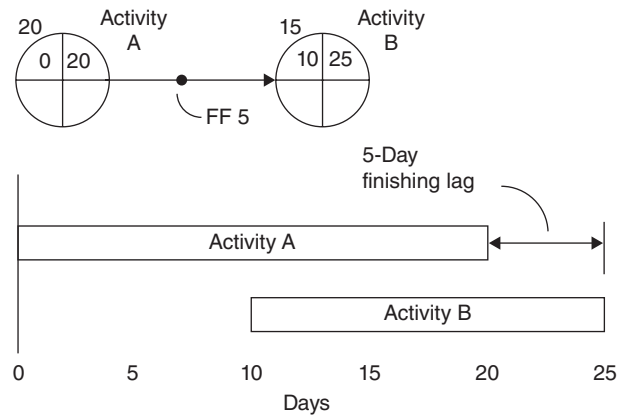 Activity
A
20
0 20
FF 5
Activity
B
15
10 25
5-Day
finishing lag
Activity A
Activity B
0 5 10 15 20 25
Days